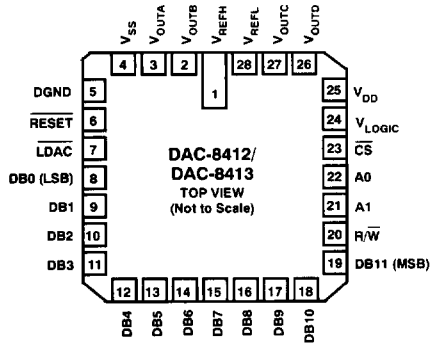 VSS
VOUTA
VOUTB
VREFH
VREFL
VOUTC
VOUTD
4 3 2 1 28 27 26
DGND 5
RESET 6
LDAC 7
DB0 (LSB) 8
DB1 9
DB2 10
DB3 11
DAC-8412/
DAC-8413
TOP VIEW
(Not to Scale)
25 VDD
24 VLOGIC
23 CS
22 A0
21 A1
20 R/W
19 DB11 (MSB)
12 13 14 15 16 17 18
DB4
DB5
DB6
DB7
DB8
DB9
DB10